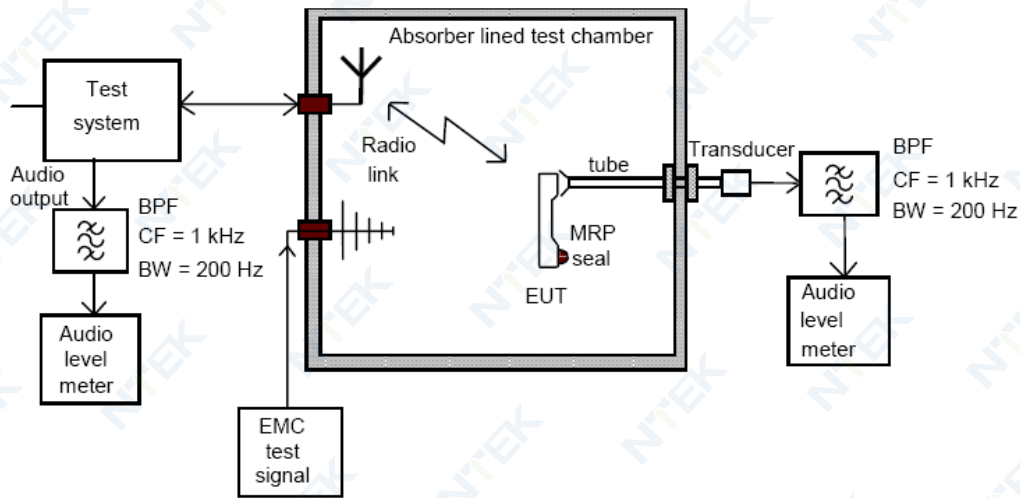 Absorber lined test chamber
Test
system
Radio
link
Audio
output
BPF
CF = 1 kHz
BW = 200 Hz
Audio
level
meter
EMC
test
signal
tube
Transducer
MRP
seal
EUT
BPF
CF = 1 kHz
BW = 200 Hz
Audio
level
meter
NTEK